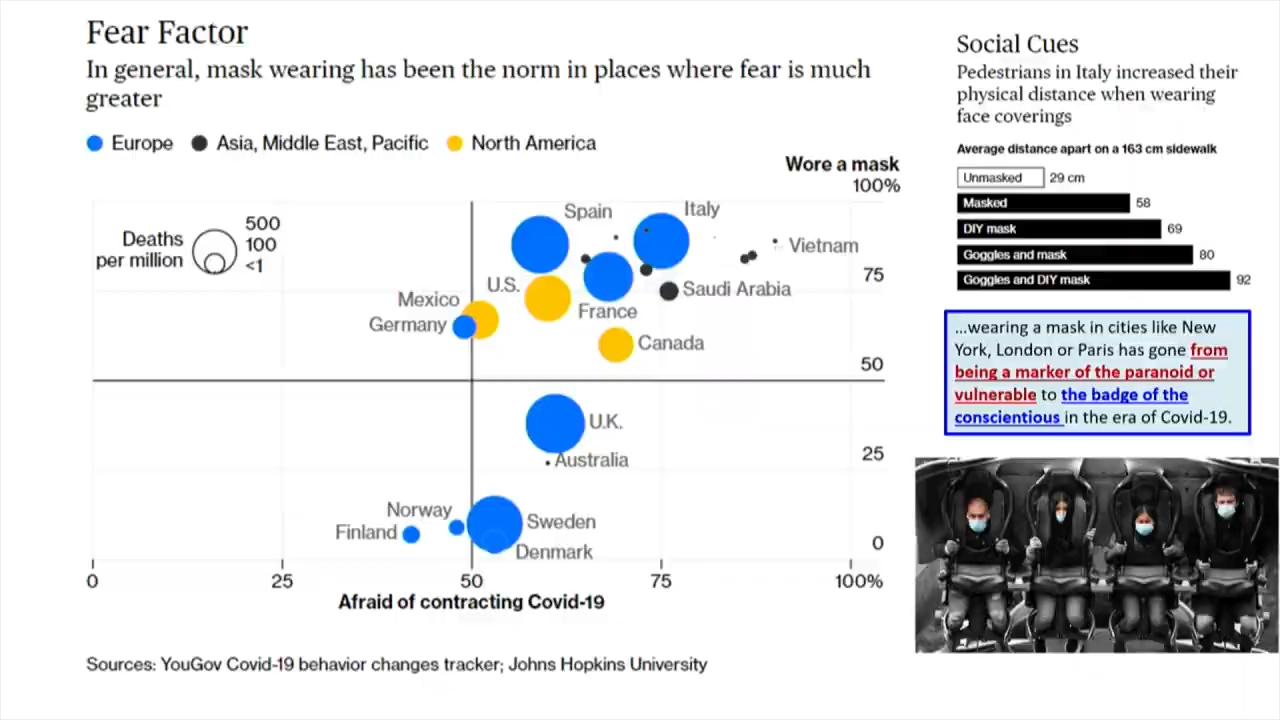 Fear Factor
In general, mask wearing has been the norm in places where fear is much
greater
Europe
Asia, Middle East, Pacific
North America
Wore a mask
100%
Deaths
per million
500
100
<1
Spain
Italy
Vietnam
75
U.S.
Saudi Arabia
Mexico
France
Germany
Canada
50
U.K.
25
Australia
Norway
Finland
Sweden
0
Denmark
0
25
50
75
100%
Afraid of contracting Covid-19
Sources: YouGov Covid-19 behavior changes tracker; Johns Hopkins University
Social Cues
Pedestrians in Italy increased their
physical distance when wearing
face coverings
Average distance apart on a 163 cm sidewalk
Unmasked 29 cm
Masked 58
DIY mask 69
Goggles and mask 80
Goggles and DIY mask 92
...wearing a mask in cities like New
York, London or Paris has gone from
being a marker of the paranoid or
vulnerable to the badge of the
conscientious in the era of Covid-19.